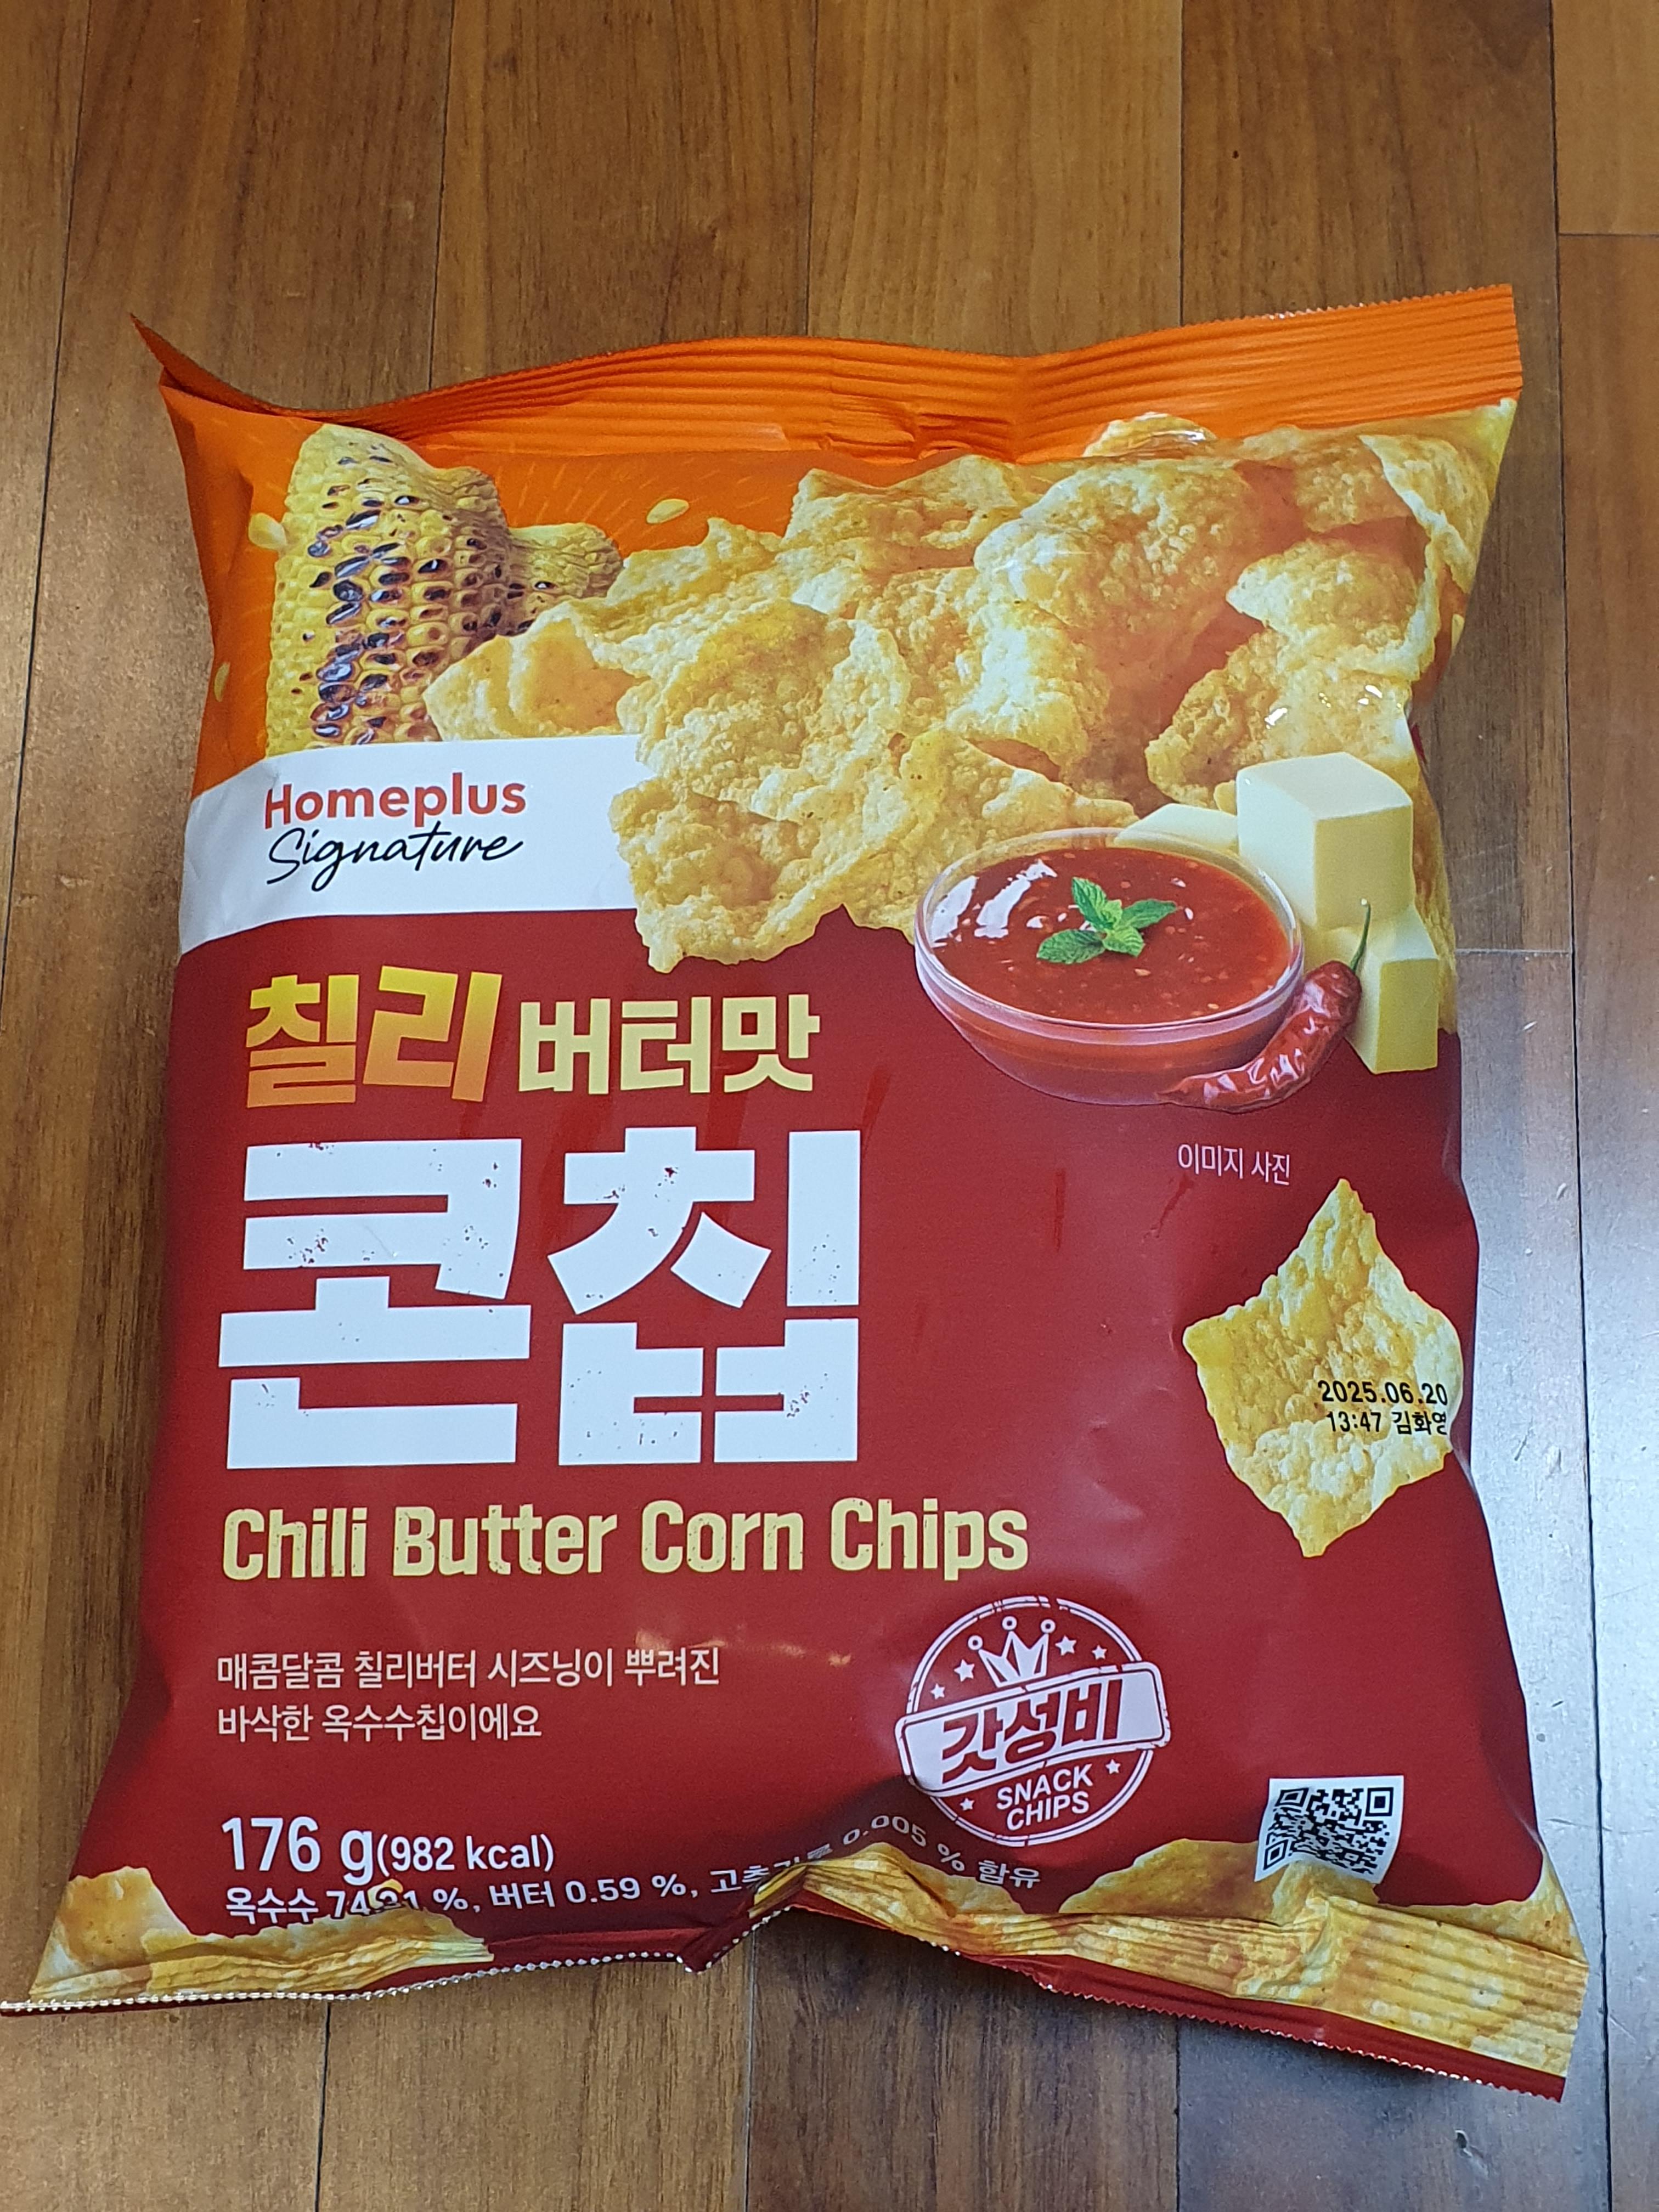 Homeplus
Signature
칠리 버터맛
콘칩
이미지 사진
2025.06.20
13:47 김화영
Chili Butter Corn Chips
매콤달콤 칠리버터 시즈닝이 뿌려진
바삭한 옥수수칩이에요
갓성비
SNACK
CHIPS
176 g(982 kcal)
옥수수 %, 버터 0.59 %, 0.005 % 함유